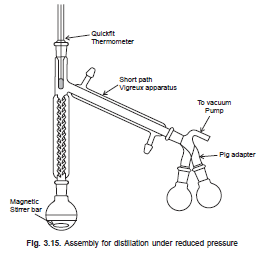 Quickfit
Thermometer
Short path
Vigreux apparatus
To vacuum
Pump
Pig adapter
Magnetic
Stirrer bar
Fig. 3.15. Assembly for distillation under reduced pressure